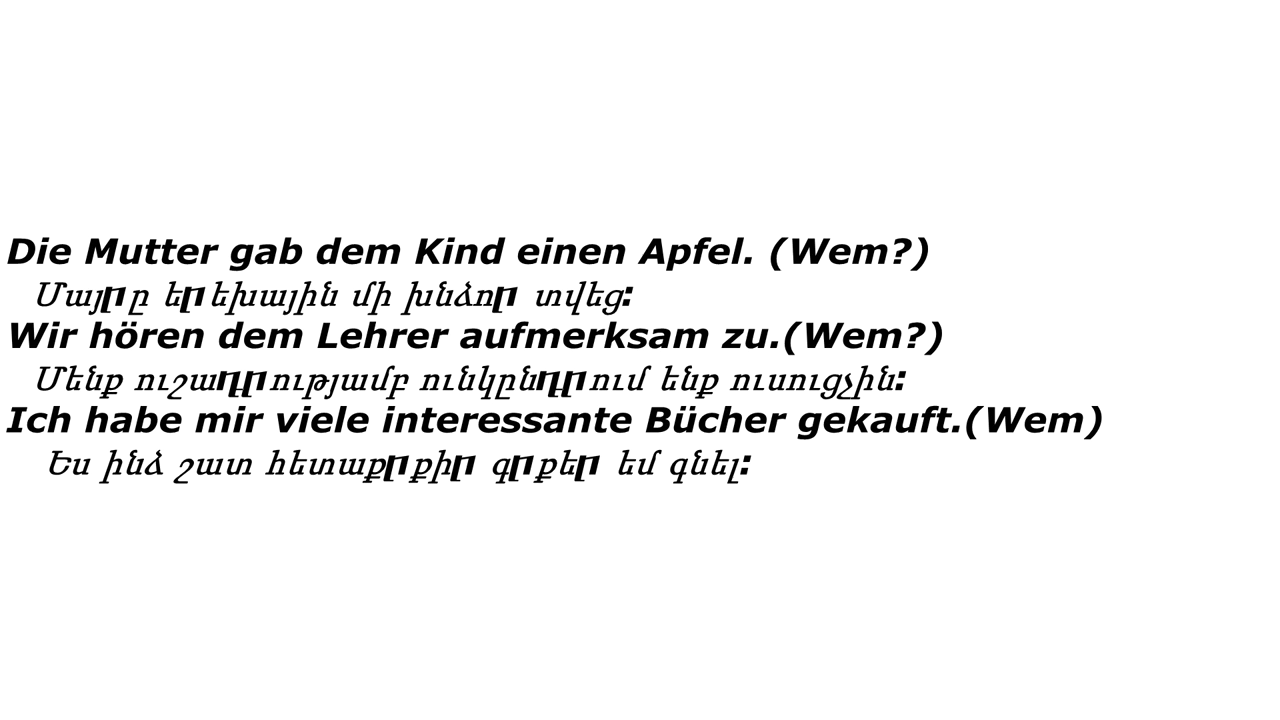 Die Mutter gab dem Kind einen Apfel. (Wem?)
Մայրը երեխային մի խնձոր տվեց:
Wir hören dem Lehrer aufmerksam zu.(Wem?)
Մենք ուշադրությամբ ունկընդրում ենք ուսուցչին:
Ich habe mir viele interessante Bücher gekauft.(Wem)
Ես ինձ շատ հետաքրքիր գրքեր եմ գնել: